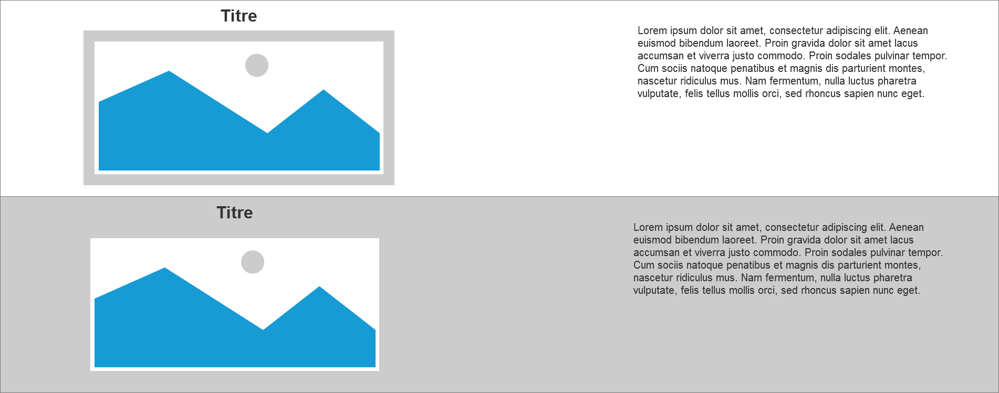 Titre
Lorem ipsum dolor sit amet, consectetur adipiscing elit. Aenean
euismod bibendum laoreet. Proin gravida dolor sit amet lacus
accumsan et viverra justo commodo. Proin sodales pulvinar tempor.
Cum sociis natoque penatibus et magnis dis parturient montes,
nascetur ridiculus mus. Nam fermentum, nulla luctus pharetra
vulputate, felis tellus mollis orci, sed rhoncus sapien nunc eget.
Titre
Lorem ipsum dolor sit amet, consectetur adipiscing elit. Aenean
euismod bibendum laoreet. Proin gravida dolor sit amet lacus
accumsan et viverra justo commodo. Proin sodales pulvinar tempor.
Cum sociis natoque penatibus et magnis dis parturient montes,
nascetur ridiculus mus. Nam fermentum, nulla luctus pharetra
vulputate, felis tellus mollis orci, sed rhoncus sapien nunc eget.